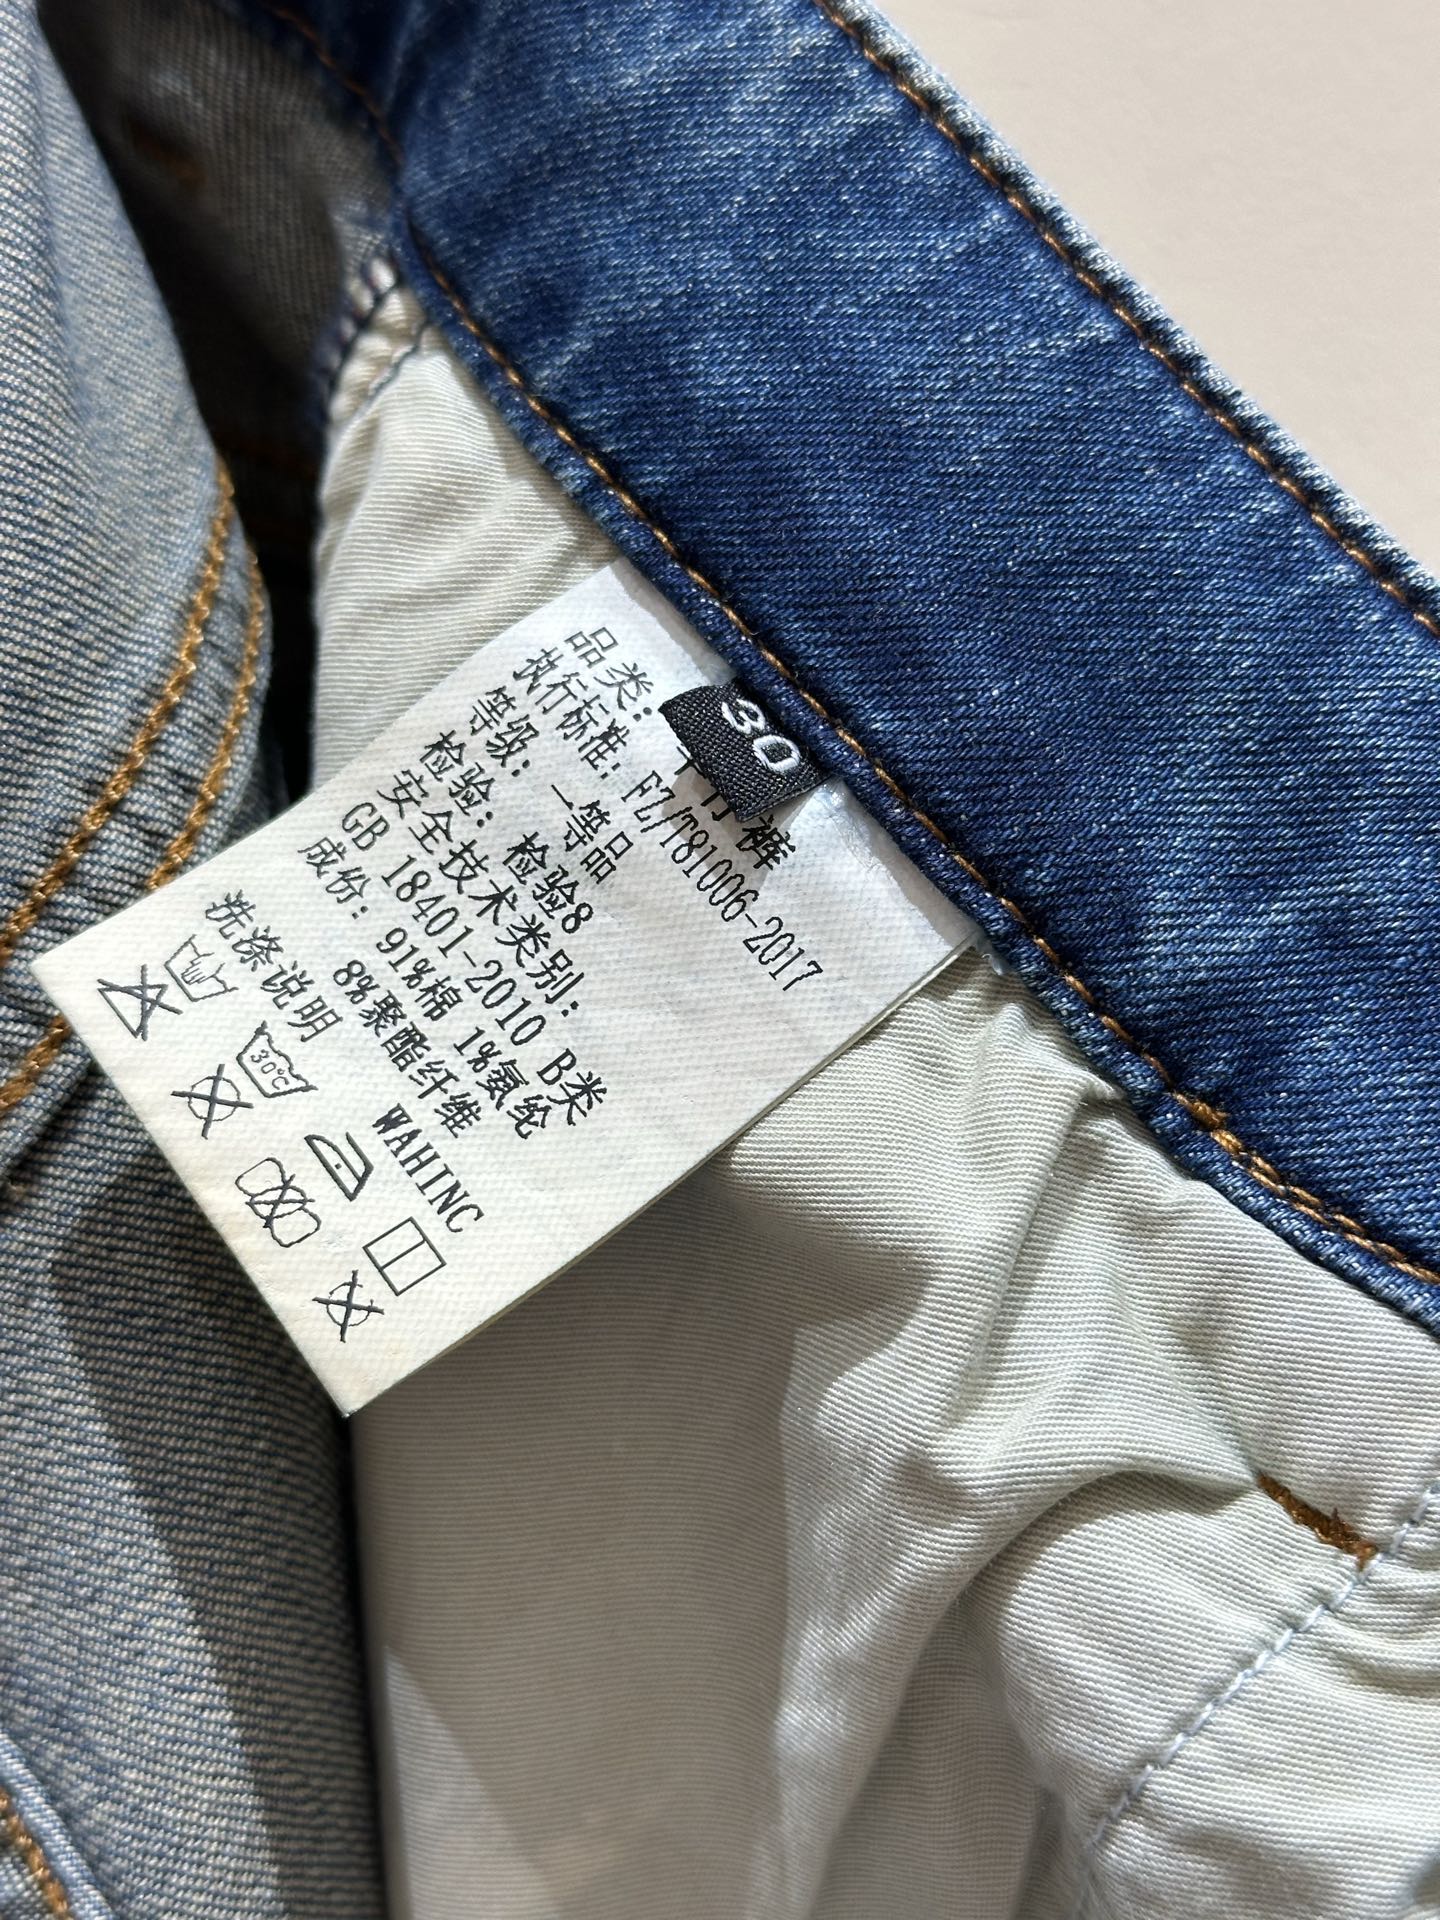 30
品类: 牛仔裤
执行标准: FZ/T81006-2017
等级: 一等品
检验: 检验8
安全技术类别:
GB 18401-2010 B类
成份: 91%棉 1%氨纶
8%聚酯纤维
洗涤说明 WAHINC
30℃